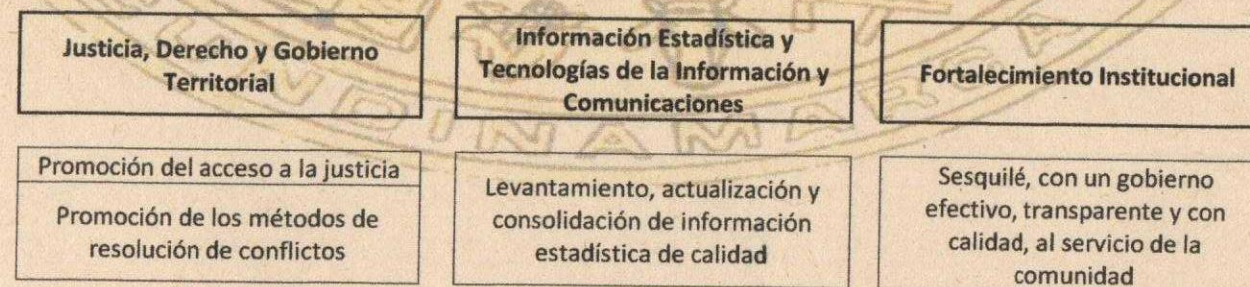 Justicia, Derecho y Gobierno
Territorial
Información Estadística y
Tecnologías de la Información y
Comunicaciones
Fortalecimiento Institucional
Promoción del acceso a la justicia
Promoción de los métodos de
resolución de conflictos
Levantamiento, actualización y
consolidación de información
estadística de calidad
Sesquilé, con un gobierno
efectivo, transparente y con
calidad, al servicio de la
comunidad
CUNDINAMARCA